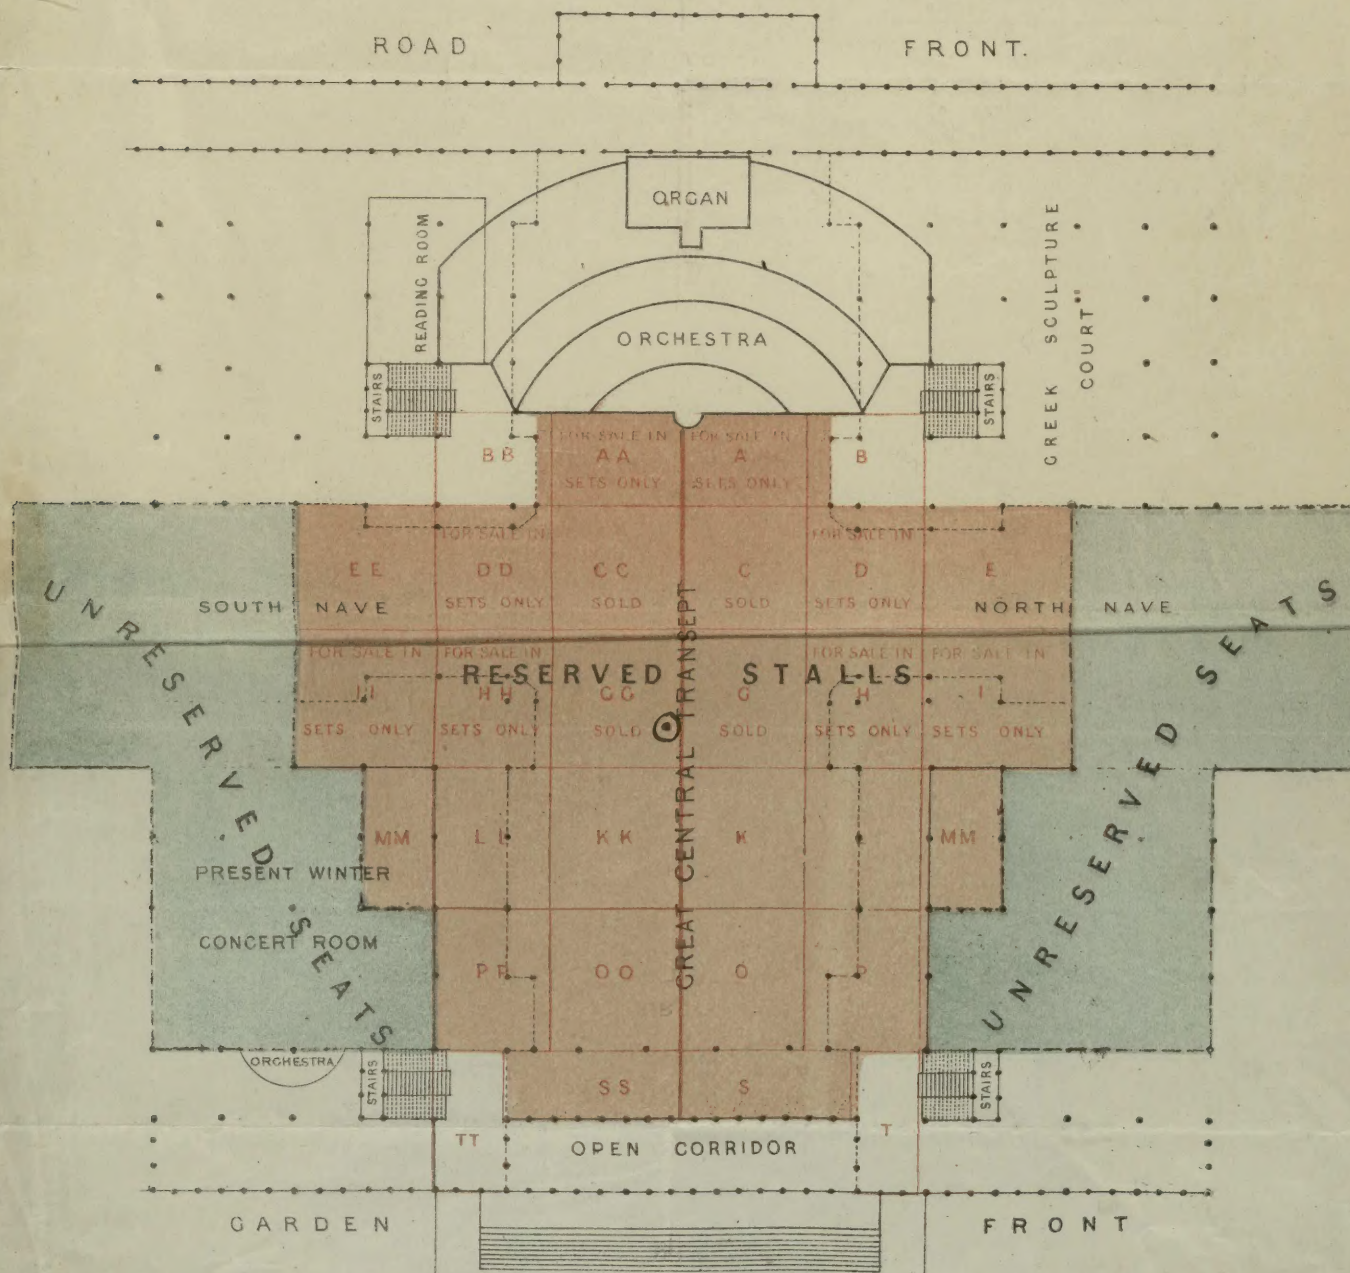 ROAD FRONT.
ORGAN
READING ROOM
ORCHESTRA
GREEK SCULPTURE
COURT
STAIRS
STAIRS
FOR SALE IN FOR SALE IN
BB AA A B
SETS ONLY SETS ONLY
FOR SALE IN FOR SALE IN
EE DD CC C D E
SETS ONLY SOLD SOLD SETS ONLY
SOUTH NAVE
NORTH NAVE
UNRESERVED SEATS
UNRESERVED SEATS
GREAT CENTRAL TRANSEPT
FOR SALE IN FOR SALE IN FOR SALE IN FOR SALE IN
RESERVED STALLS
II HH GG G H I
SETS ONLY SETS ONLY SOLD SOLD SETS ONLY SETS ONLY
MM LL KK K L MM
PRESENT WINTER
CONCERT ROOM
PP OO O P
ORCHESTRA
STAIRS
STAIRS
SS S
TT T
OPEN CORRIDOR
GARDEN FRONT